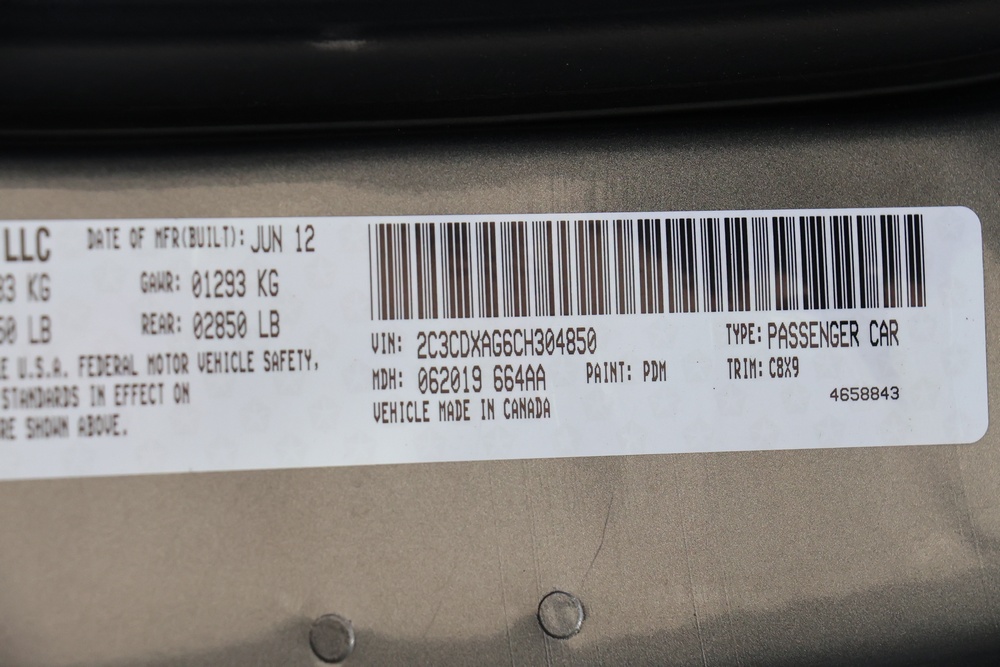 LLC
DATE OF MFR(BUILT): JUN 12
KG
GAWR: 01293 KG
LB
REAR: 02850 LB
U.S.A. FEDERAL MOTOR VEHICLE SAFETY,
STANDARDS IN EFFECT ON
SHOWN ABOVE.
VIN: 2C3CDXAG6CH304850
TYPE: PASSENGER CAR
MDH: 062019 664AA
PAINT: PDM
TRIM: C8X9
VEHICLE MADE IN CANADA
4658843